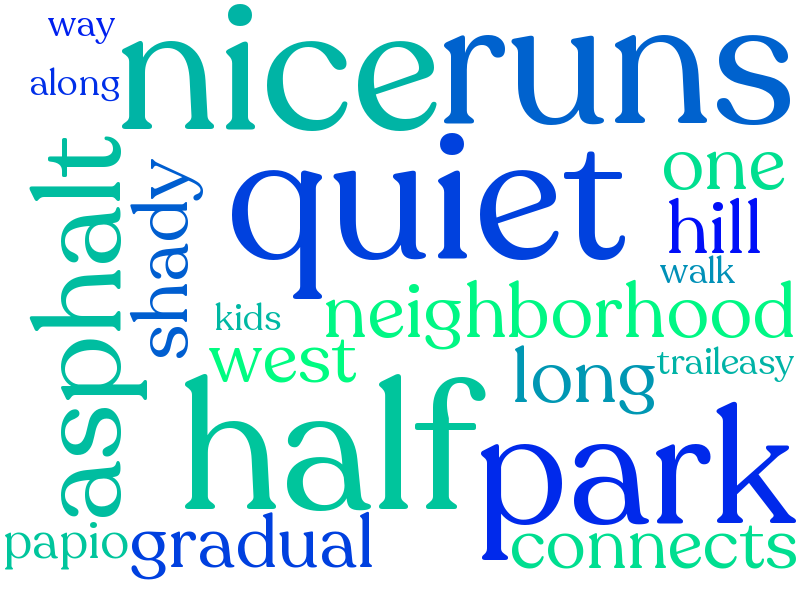 way
nice
runs
along
asphalt
quiet
one
shady
hill
walk
kids
neighborhood
west
long
trail
easy
half
park
papio
gradual
connects